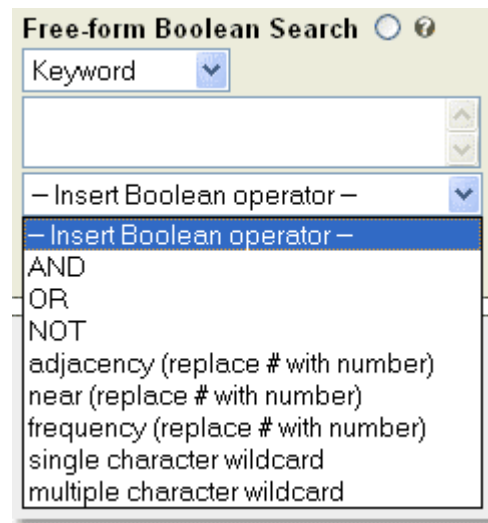 Free-form Boolean Search ?
Keyword
– Insert Boolean operator –
– Insert Boolean operator –
AND
OR
NOT
adjacency (replace # with number)
near (replace # with number)
frequency (replace # with number)
single character wildcard
multiple character wildcard